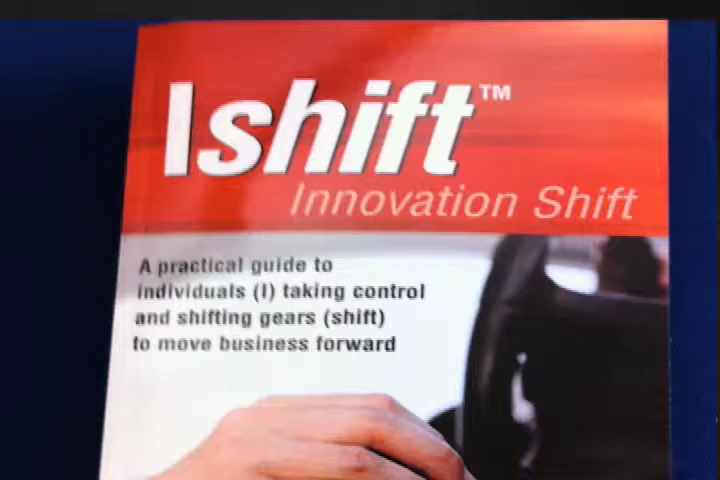 Ishift™
Innovation Shift
A practical guide to
individuals (I) taking control
and shifting gears (shift)
to move business forward